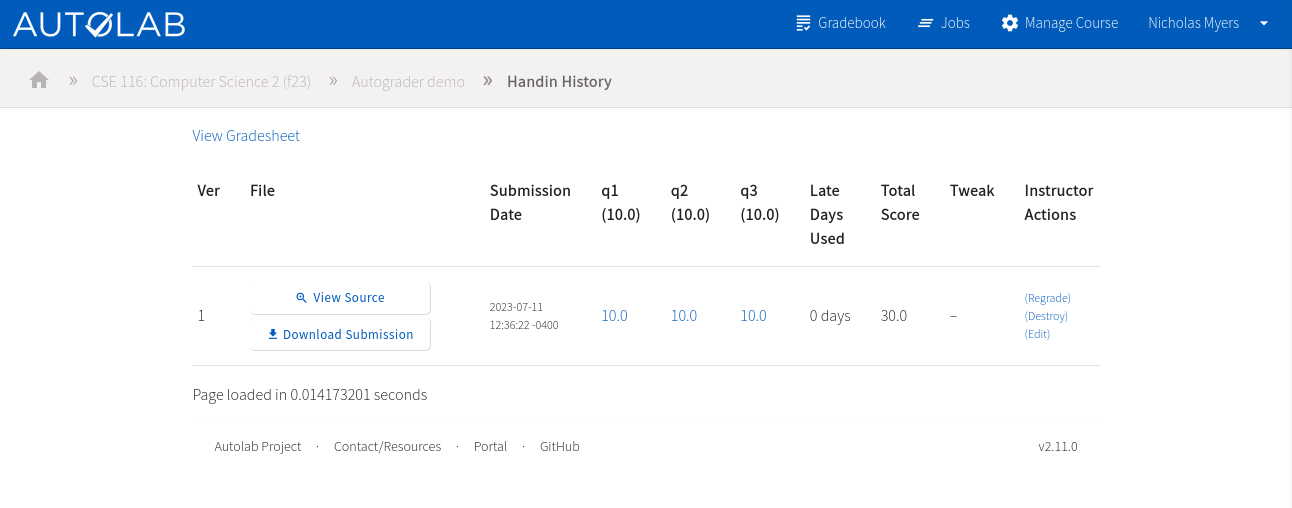 AUTOLAB
Gradebook
Jobs
Manage Course
Nicholas Myers
» CSE 116: Computer Science 2 (f23) » Autograder demo » Handin History
View Gradesheet
Ver
File
Submission
Date
q1
(10.0)
q2
(10.0)
q3
(10.0)
Late
Days
Used
Total
Score
Tweak
Instructor
Actions
1
View Source
Download Submission
2023-07-11
12:36:22 -0400
10.0
10.0
10.0
0 days
30.0
–
(Regrade)
(Destroy)
(Edit)
Page loaded in 0.014173201 seconds
Autolab Project · Contact/Resources · Portal · GitHub
v2.11.0